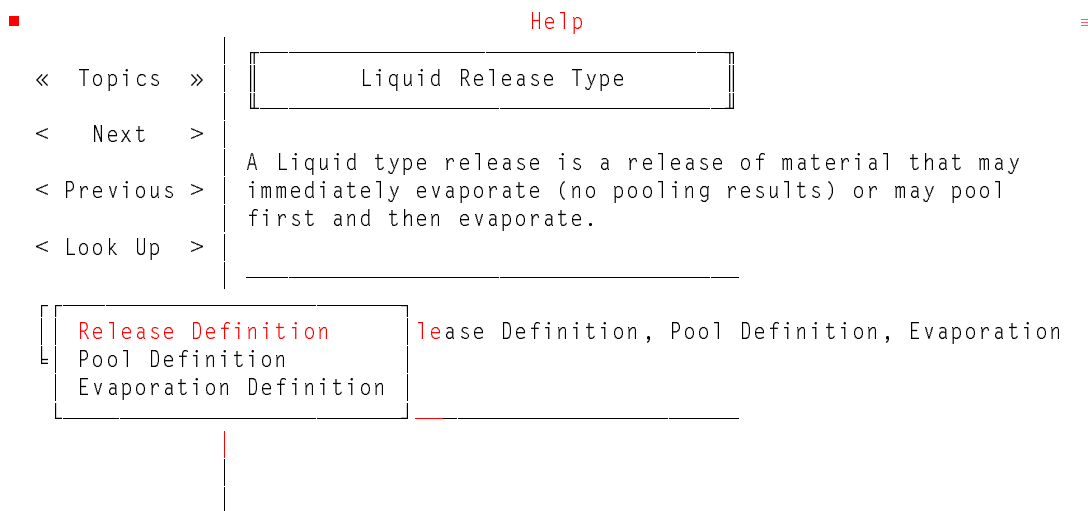 Help
« Topics »
Liquid Release Type
< Next >
A Liquid type release is a release of material that may
< Previous >
immediately evaporate (no pooling results) or may pool
first and then evaporate.
< Look Up >
Release Definition
lease Definition, Pool Definition, Evaporation
Pool Definition
Evaporation Definition